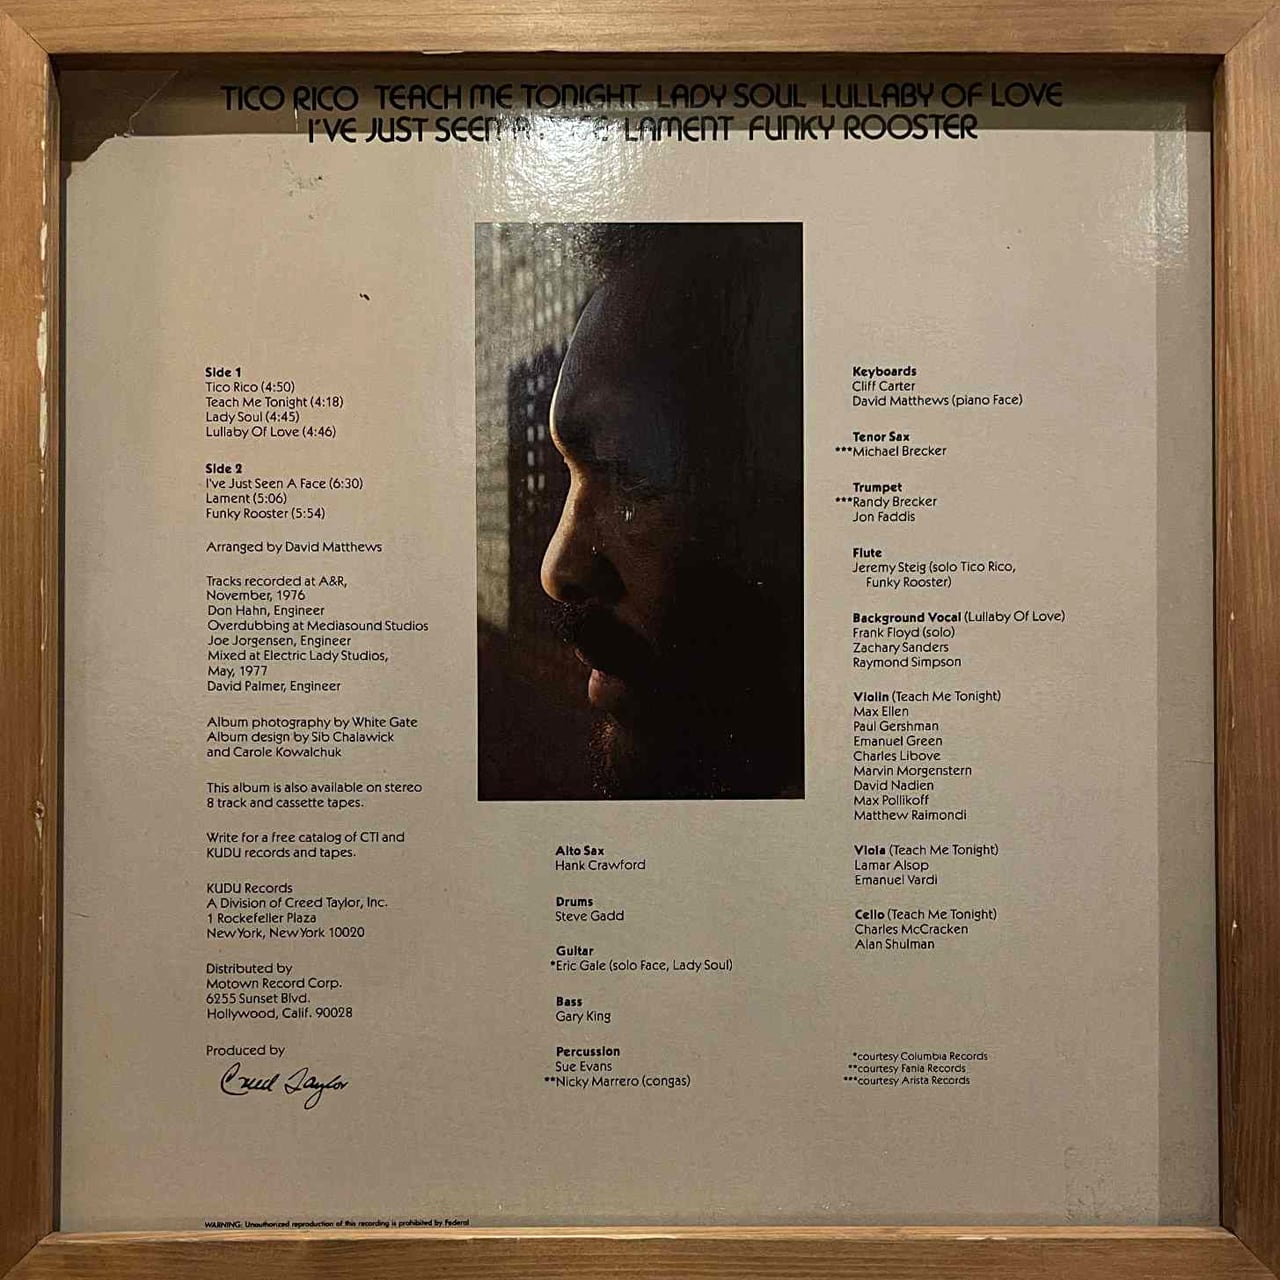 TICO RICO TEACH ME TONIGHT LADY SOUL LULLABY OF LOVE
I'VE JUST SEEN A FACE LAMENT FUNKY ROOSTER
Side 1
Tico Rico (4:50)
Teach Me Tonight (4:18)
Lady Soul (4:45)
Lullaby Of Love (4:46)
Side 2
I've Just Seen A Face (6:30)
Lament (5:06)
Funky Rooster (5:54)
Arranged by David Matthews
Tracks recorded at A&R,
November, 1976
Don Hahn, Engineer
Overdubbing at Mediasound Studios
Joe Jorgensen, Engineer
Mixed at Electric Lady Studios,
May, 1977
David Palmer, Engineer
Album photography by White Gate
Album design by Sib Chalawick
and Carole Kowalchuk
This album is also available on stereo
8 track and cassette tapes.
Write for a free catalog of CTI and
KUDU records and tapes.
KUDU Records
A Division of Creed Taylor, Inc.
1 Rockefeller Plaza
New York, New York 10020
Distributed by
Motown Record Corp.
6255 Sunset Blvd.
Hollywood, Calif. 90028
Produced by
Creed Taylor
Alto Sax
Hank Crawford
Drums
Steve Gadd
Guitar
*Eric Gale (solo Face, Lady Soul)
Bass
Gary King
Percussion
Sue Evans
**Nicky Marrero (congas)
Keyboards
Cliff Carter
David Matthews (piano Face)
Tenor Sax
***Michael Brecker
Trumpet
***Randy Brecker
Jon Faddis
Flute
Jeremy Steig (solo Tico Rico,
Funky Rooster)
Background Vocal (Lullaby Of Love)
Frank Floyd (solo)
Zachary Sanders
Raymond Simpson
Violin (Teach Me Tonight)
Max Ellen
Paul Gershman
Emanuel Green
Charles Libove
Marvin Morgenstern
David Nadien
Max Pollikoff
Matthew Raimondi
Viola (Teach Me Tonight)
Lamar Alsop
Emanuel Vardi
Cello (Teach Me Tonight)
Charles McCracken
Alan Shulman
*courtesy Columbia Records
**courtesy Fania Records
***courtesy Arista Records
WARNING: Unauthorized reproduction of this recording is prohibited by Federal